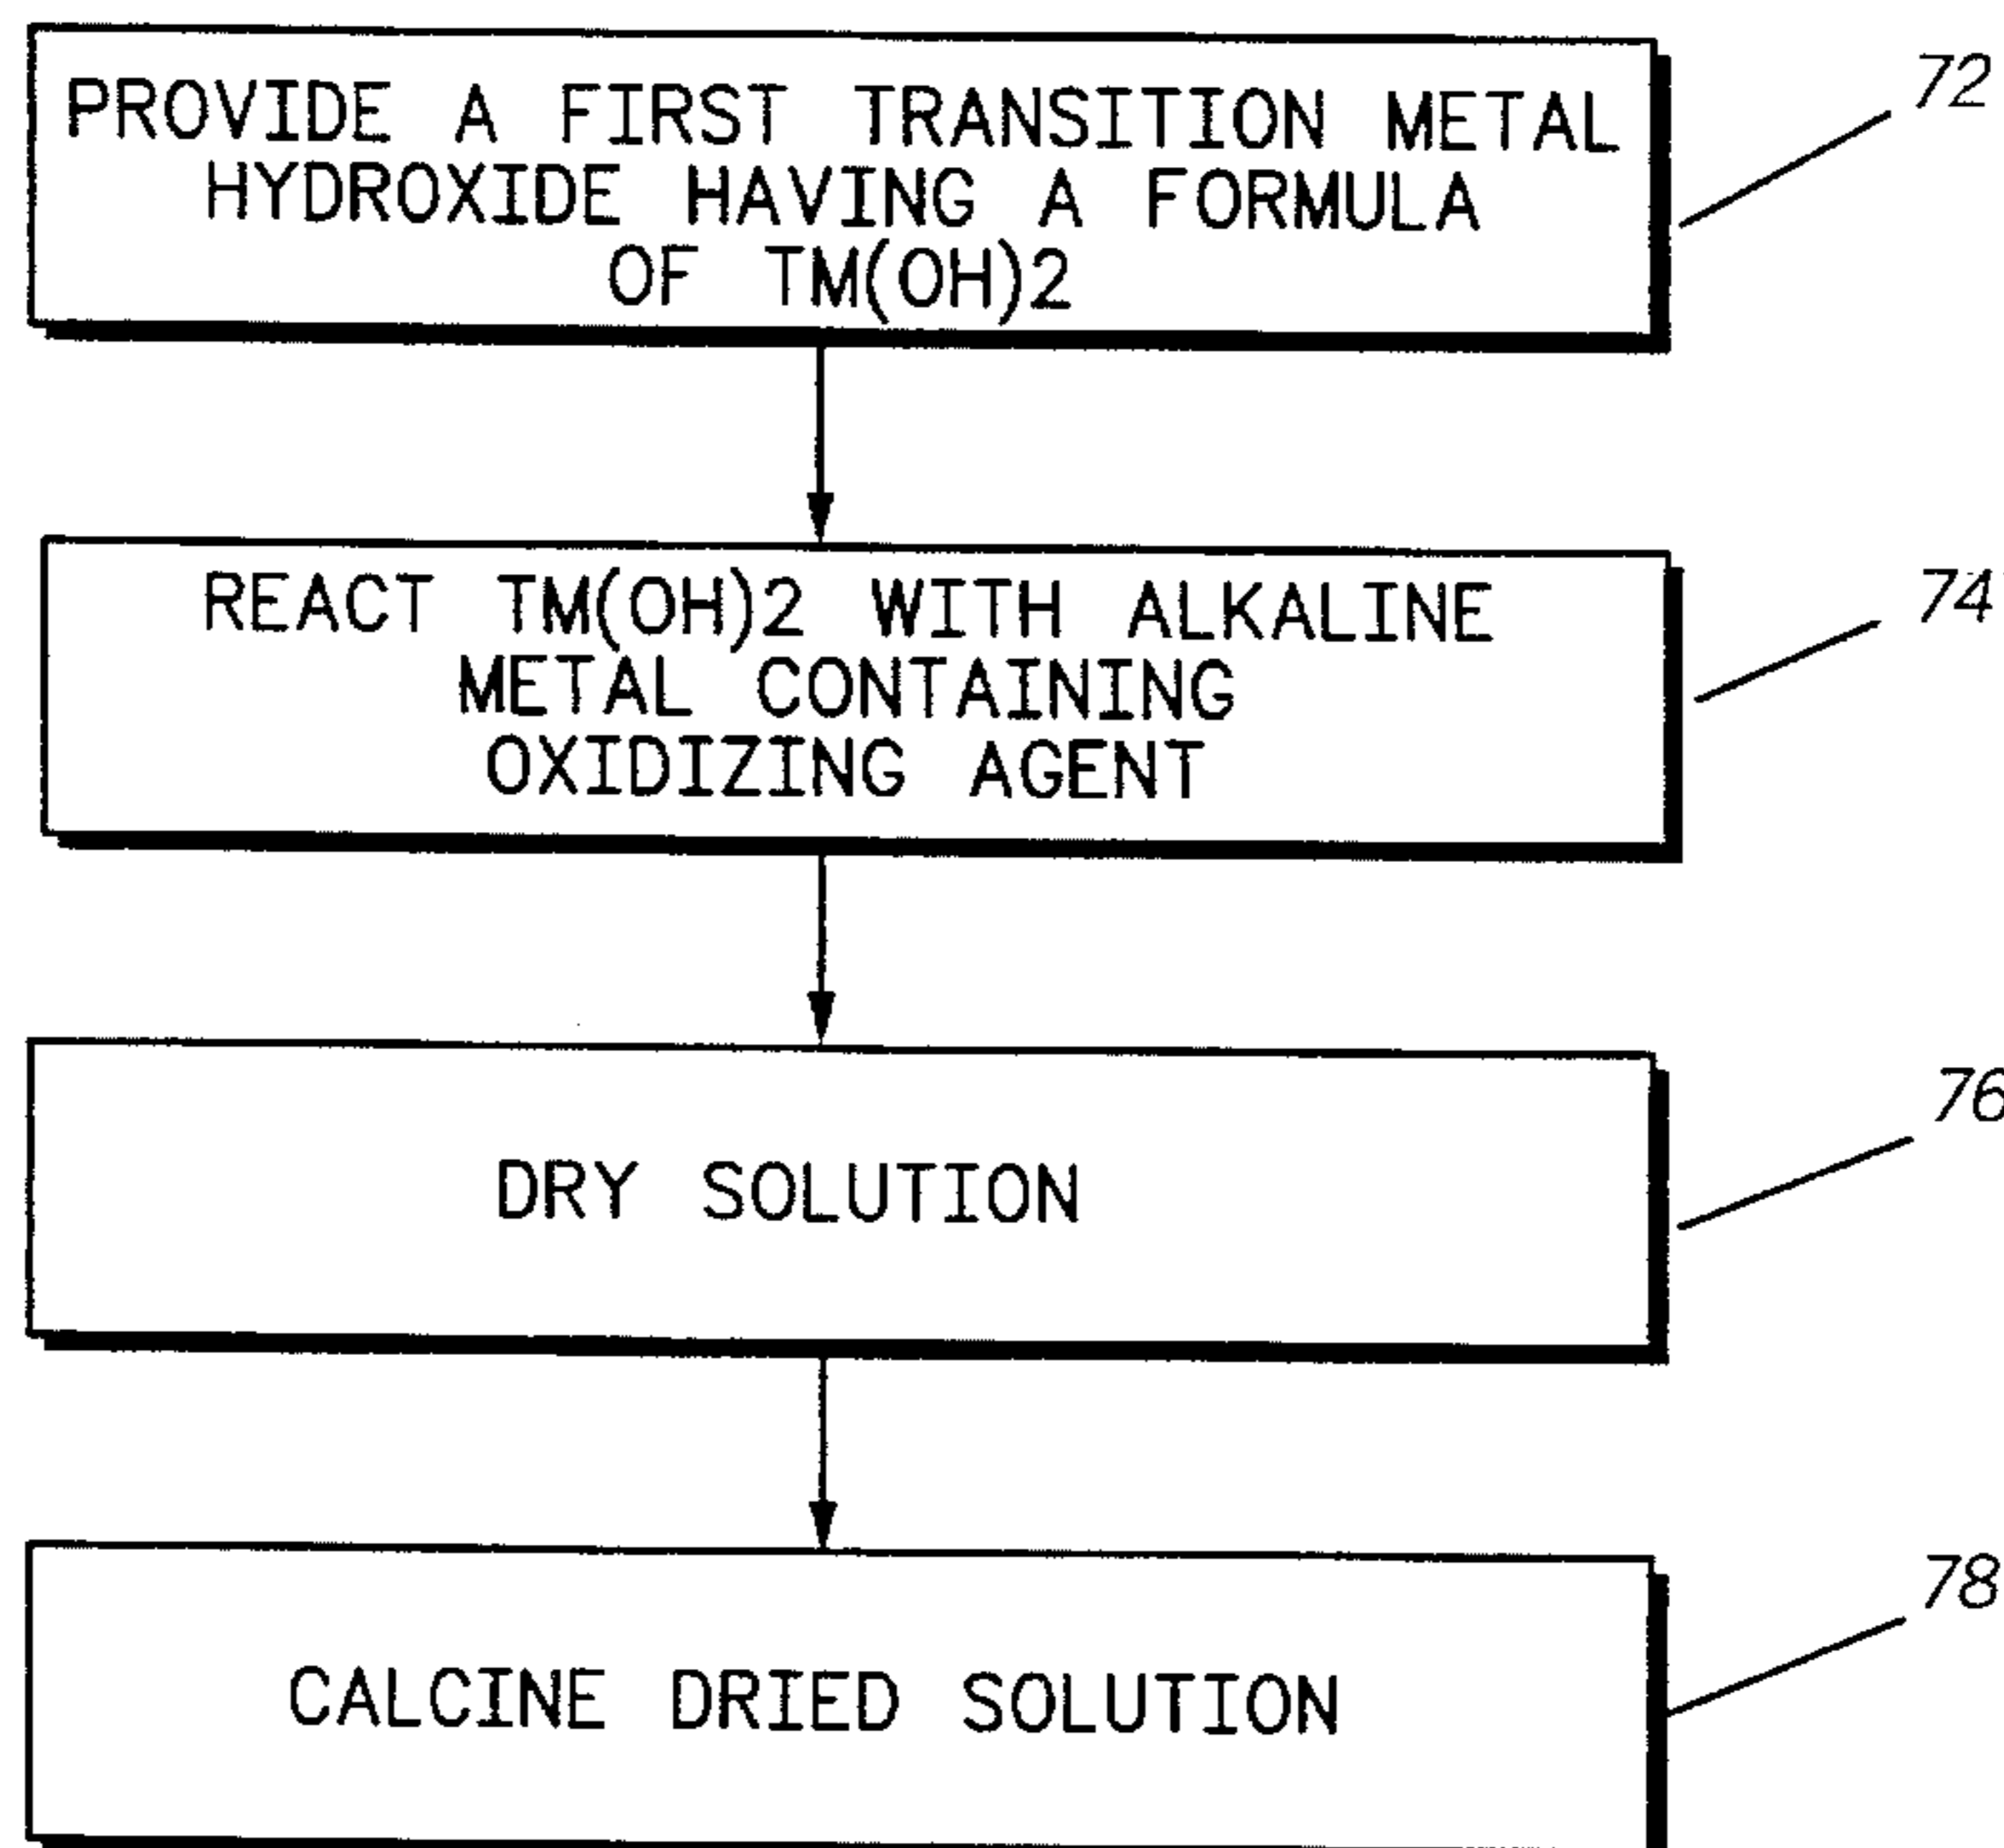 PROVIDE A FIRST TRANSITION METAL
HYDROXIDE HAVING A FORMULA
OF TM(OH)2
72
REACT TM(OH)2 WITH ALKALINE
METAL CONTAINING
OXIDIZING AGENT
74
DRY SOLUTION
76
CALCINE DRIED SOLUTION
78